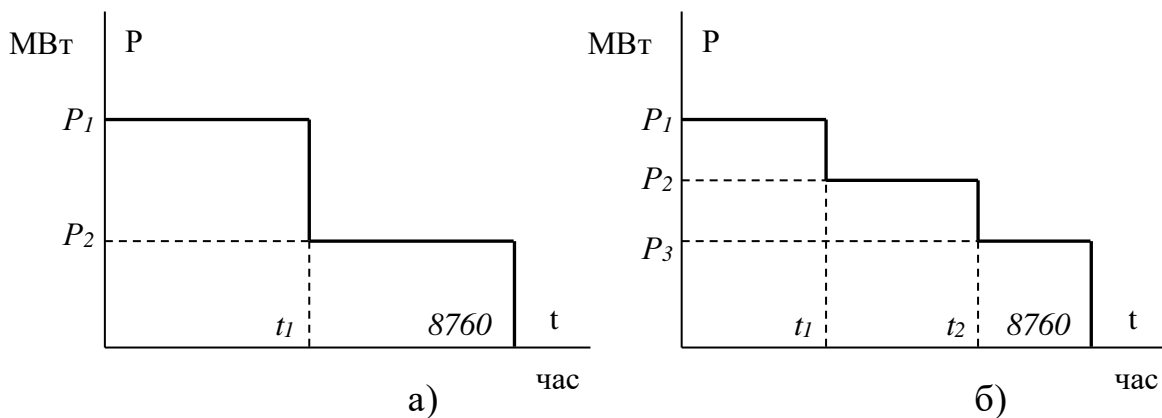 МВт P
P1
P2
t1 8760 t
час
а)
МВт P
P1
P2
P3
t1 t2 8760 t
час
б)